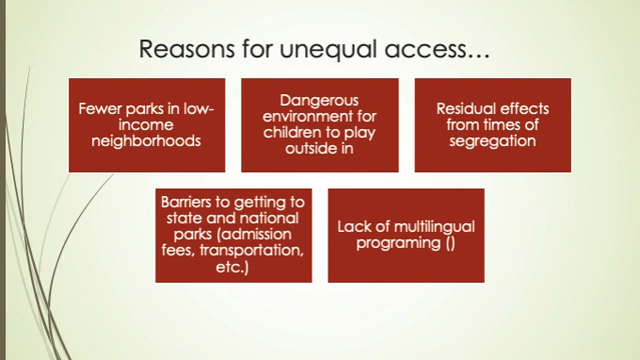 Reasons for unequal access…
Fewer parks in low-
income
neighborhoods
Dangerous
environment for
children to play
outside in
Residual effects
from times of
segregation
Barriers to getting to
state and national
parks (admission
fees, transportation,
etc.)
Lack of multilingual
programing ()